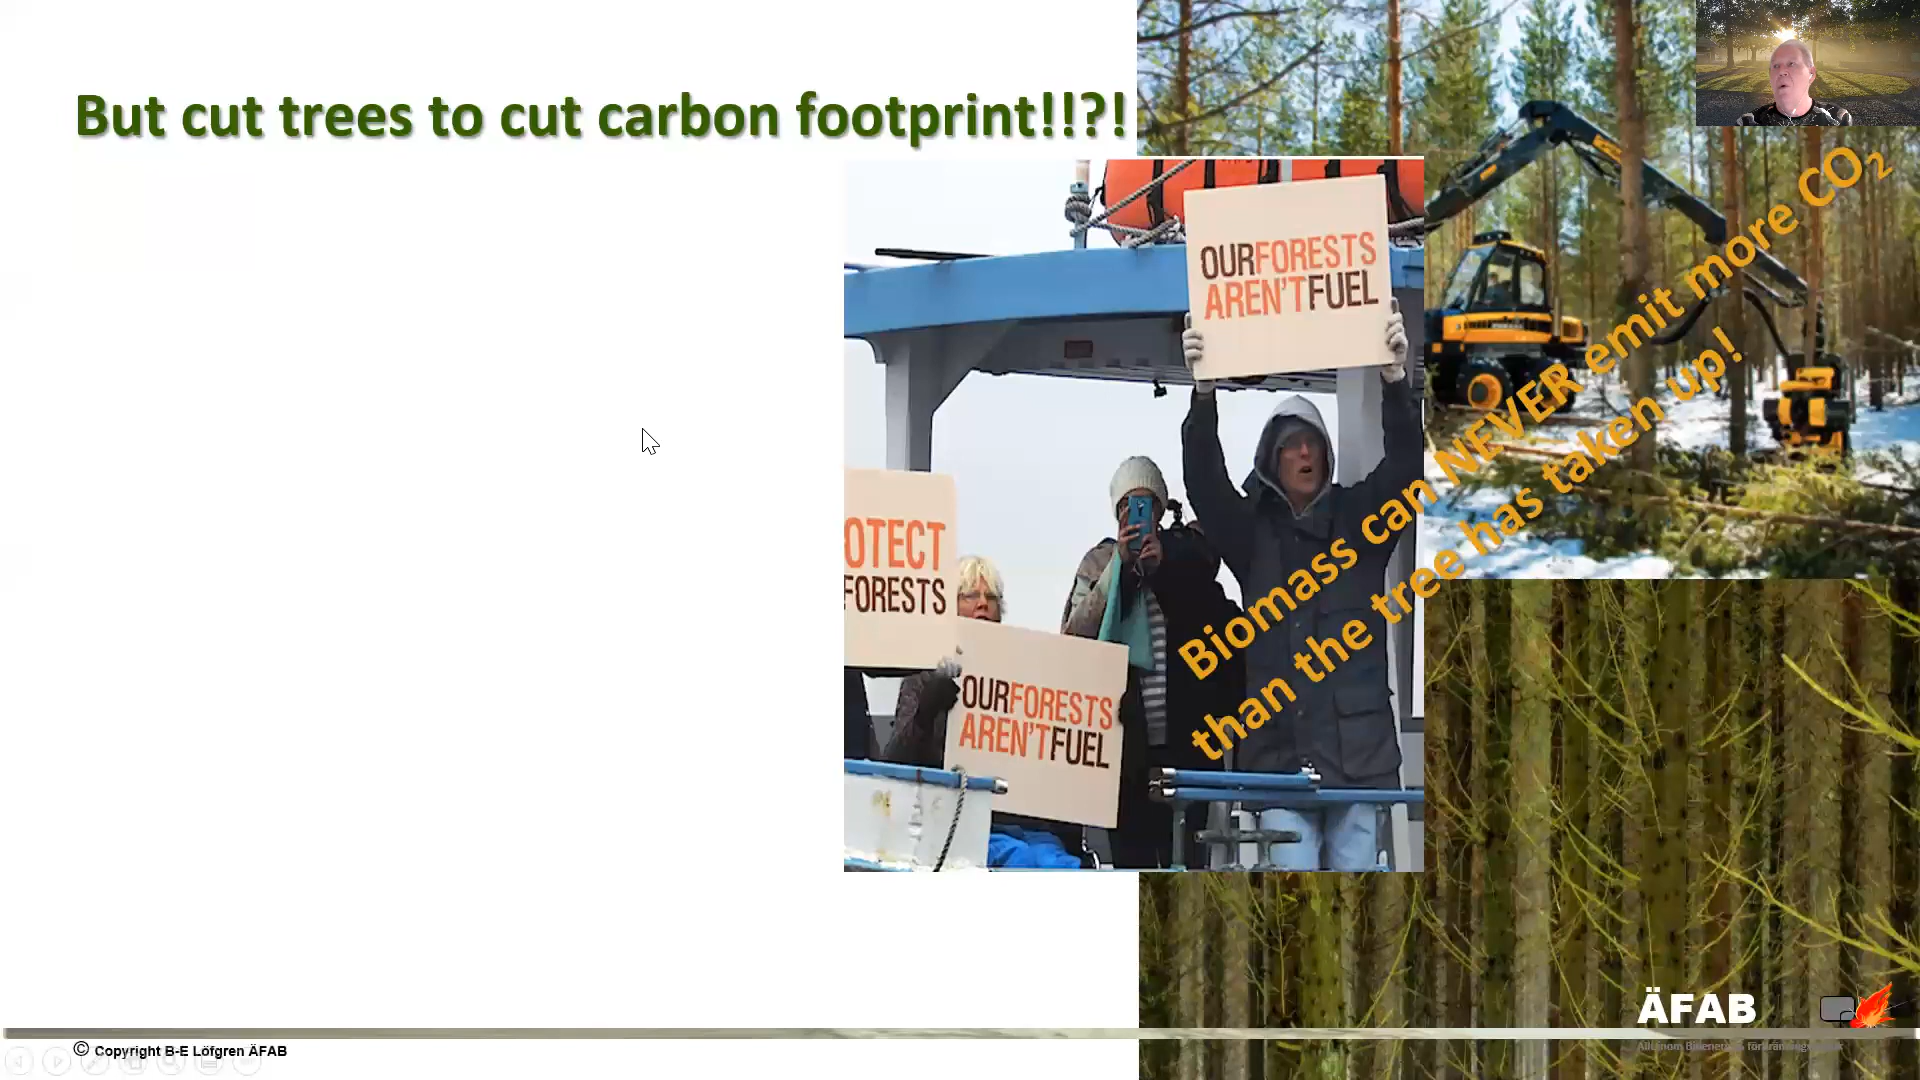 But cut trees to cut carbon footprint!!?!
OUR FORESTS
AREN'T FUEL
OTECT
FORESTS
OUR FORESTS
AREN'T FUEL
Biomass can NEVER emit more CO₂
than the tree has taken up!
ÄFAB
© Copyright B-E Löfgren ÄFAB